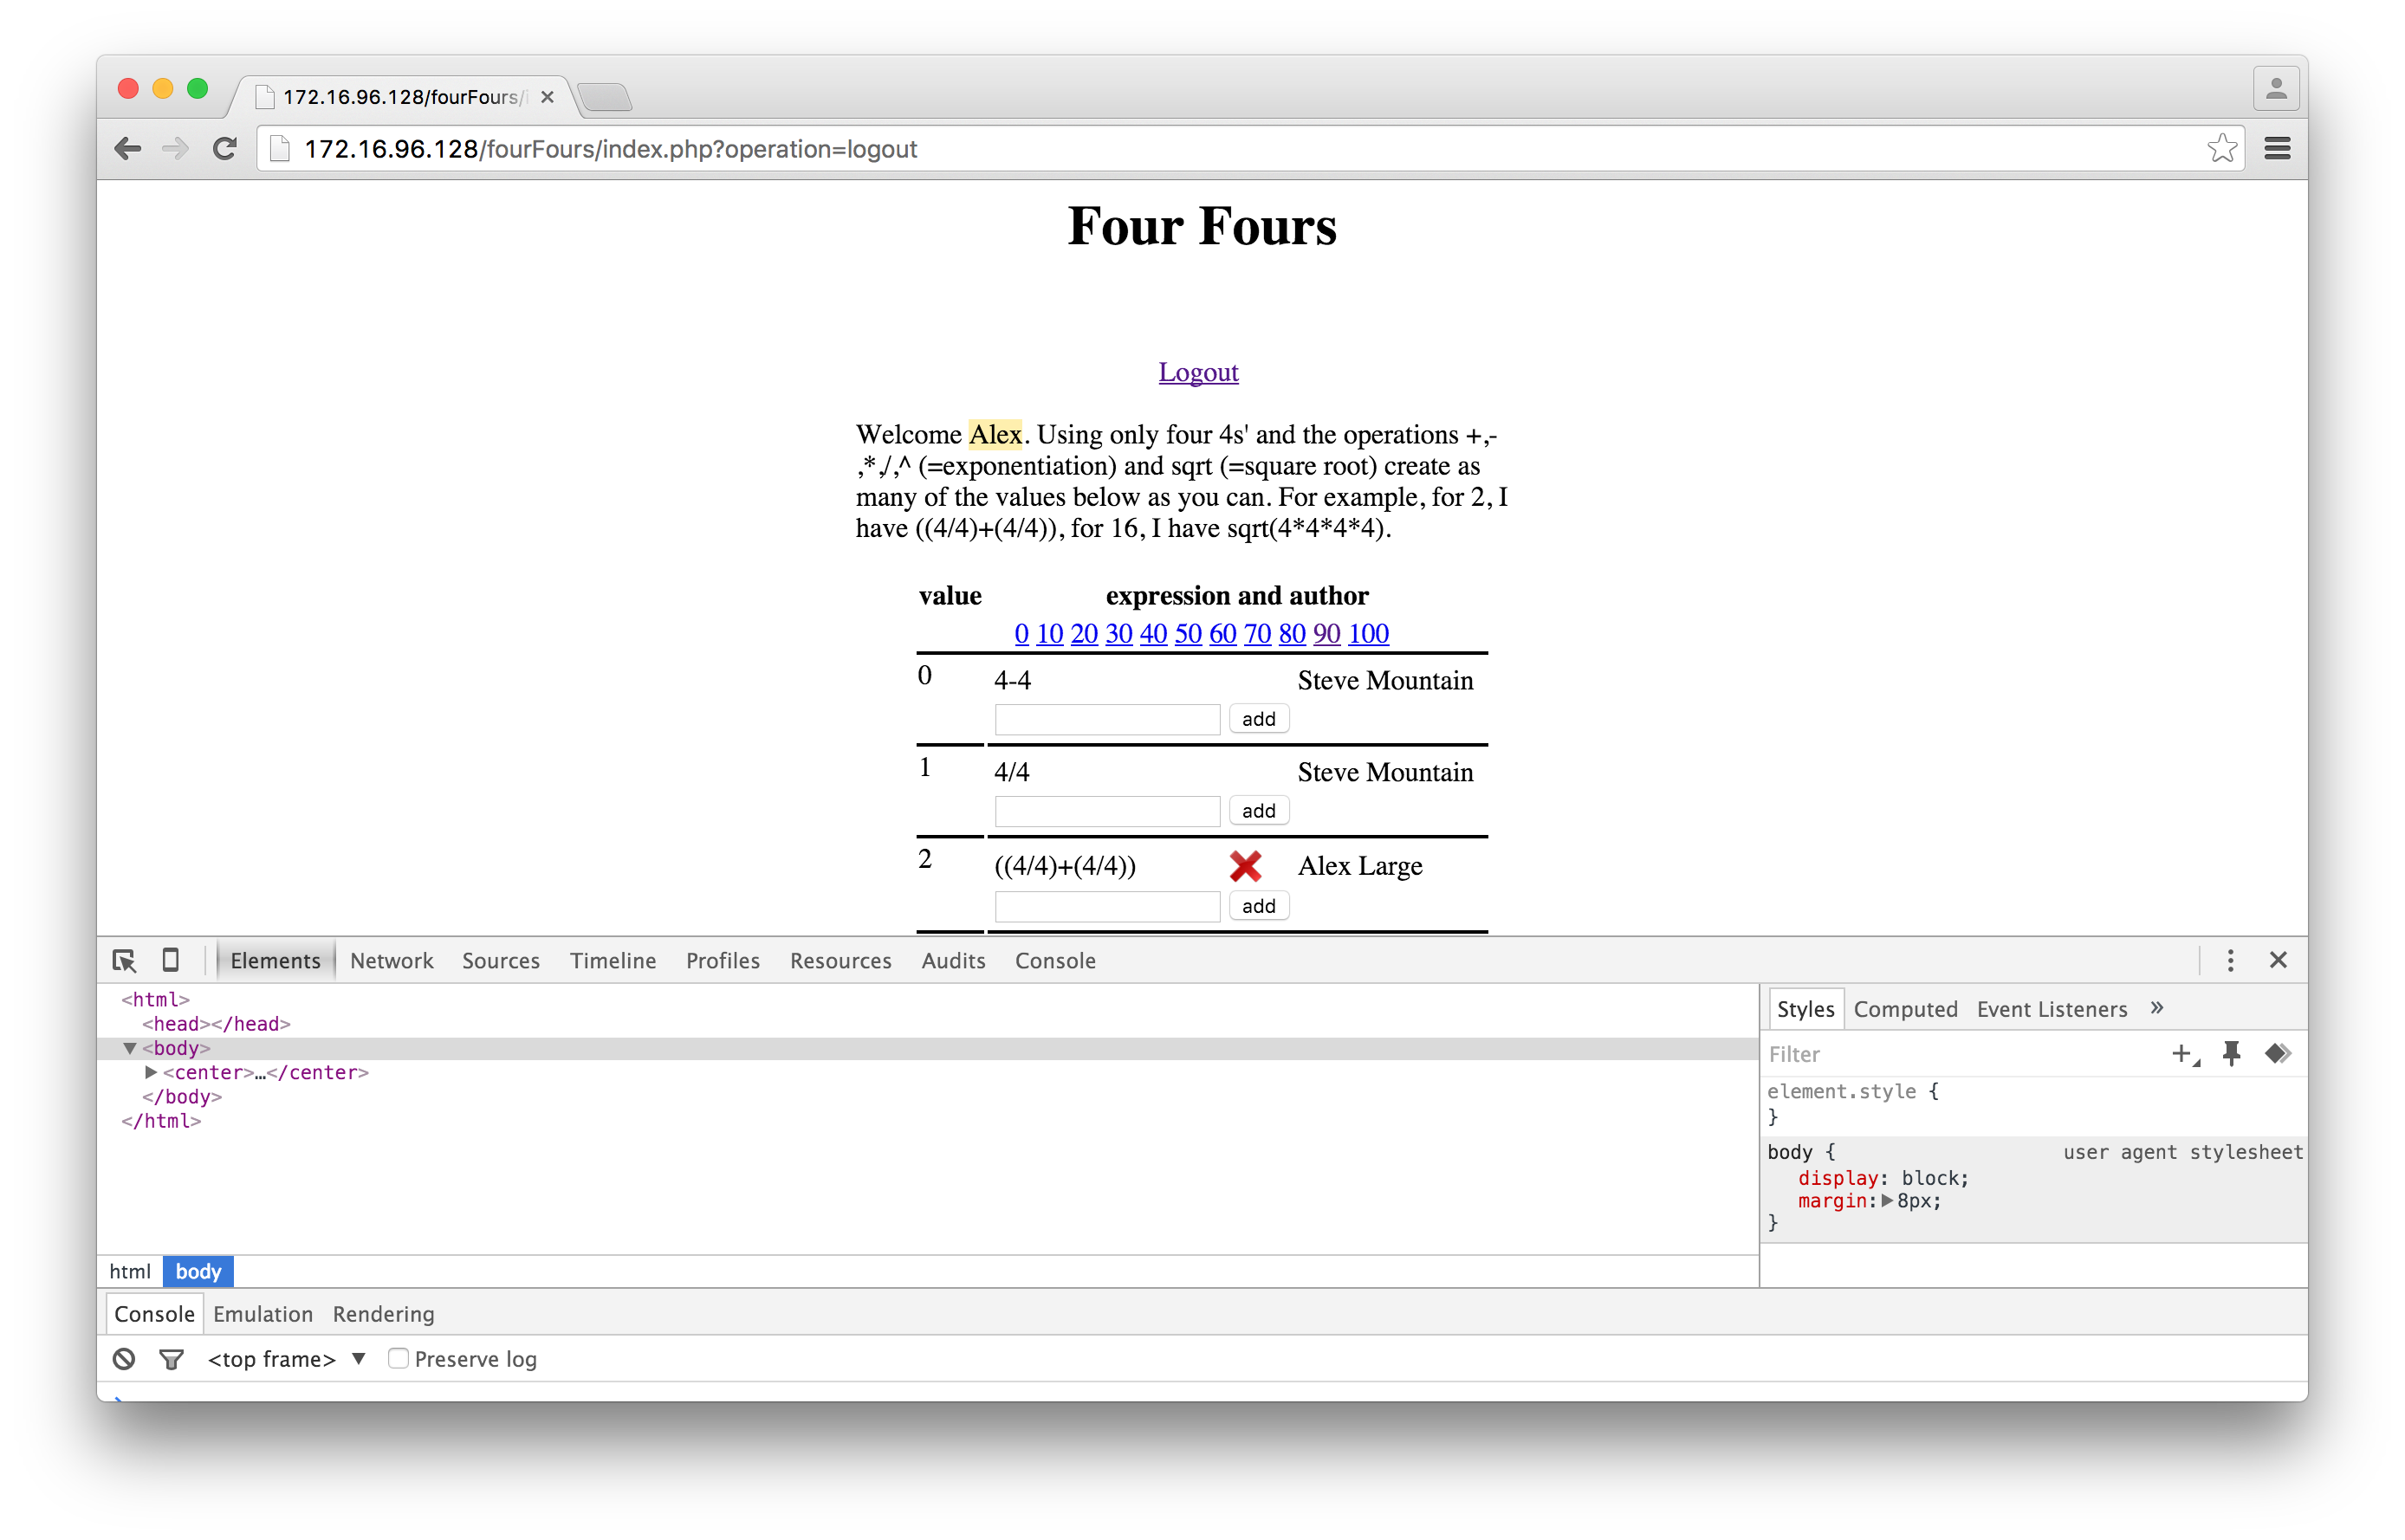 172.16.96.128/fourFours/i
172.16.96.128/fourFours/index.php?operation=logout
Four Fours
Logout
Welcome Alex. Using only four 4s' and the operations +,-
,*,/,^ (=exponentiation) and sqrt (=square root) create as
many of the values below as you can. For example, for 2, I
have ((4/4)+(4/4)), for 16, I have sqrt(4*4*4*4).
value expression and author
0 10 20 30 40 50 60 70 80 90 100
0 4-4 Steve Mountain
add
1 4/4 Steve Mountain
add
2 ((4/4)+(4/4)) Alex Large
add
Elements Network Sources Timeline Profiles Resources Audits Console
<html>
<head></head>
<body>
<center>…</center>
</body>
</html>
html body
Styles Computed Event Listeners »
Filter
element.style {
}
body { user agent stylesheet
display: block;
margin: 8px;
}
Console Emulation Rendering
<top frame> Preserve log